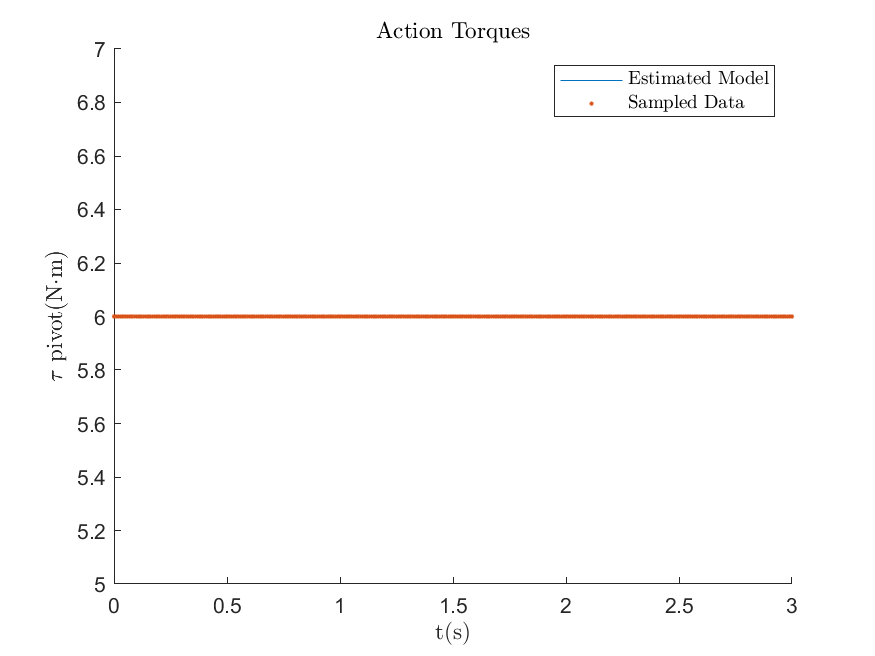 Action Torques
Estimated Model
Sampled Data
7
6.8
6.6
6.4
6.2
6
5.8
5.6
5.4
5.2
5
τ pivot(N·m)
0 0.5 1 1.5 2 2.5 3
t(s)